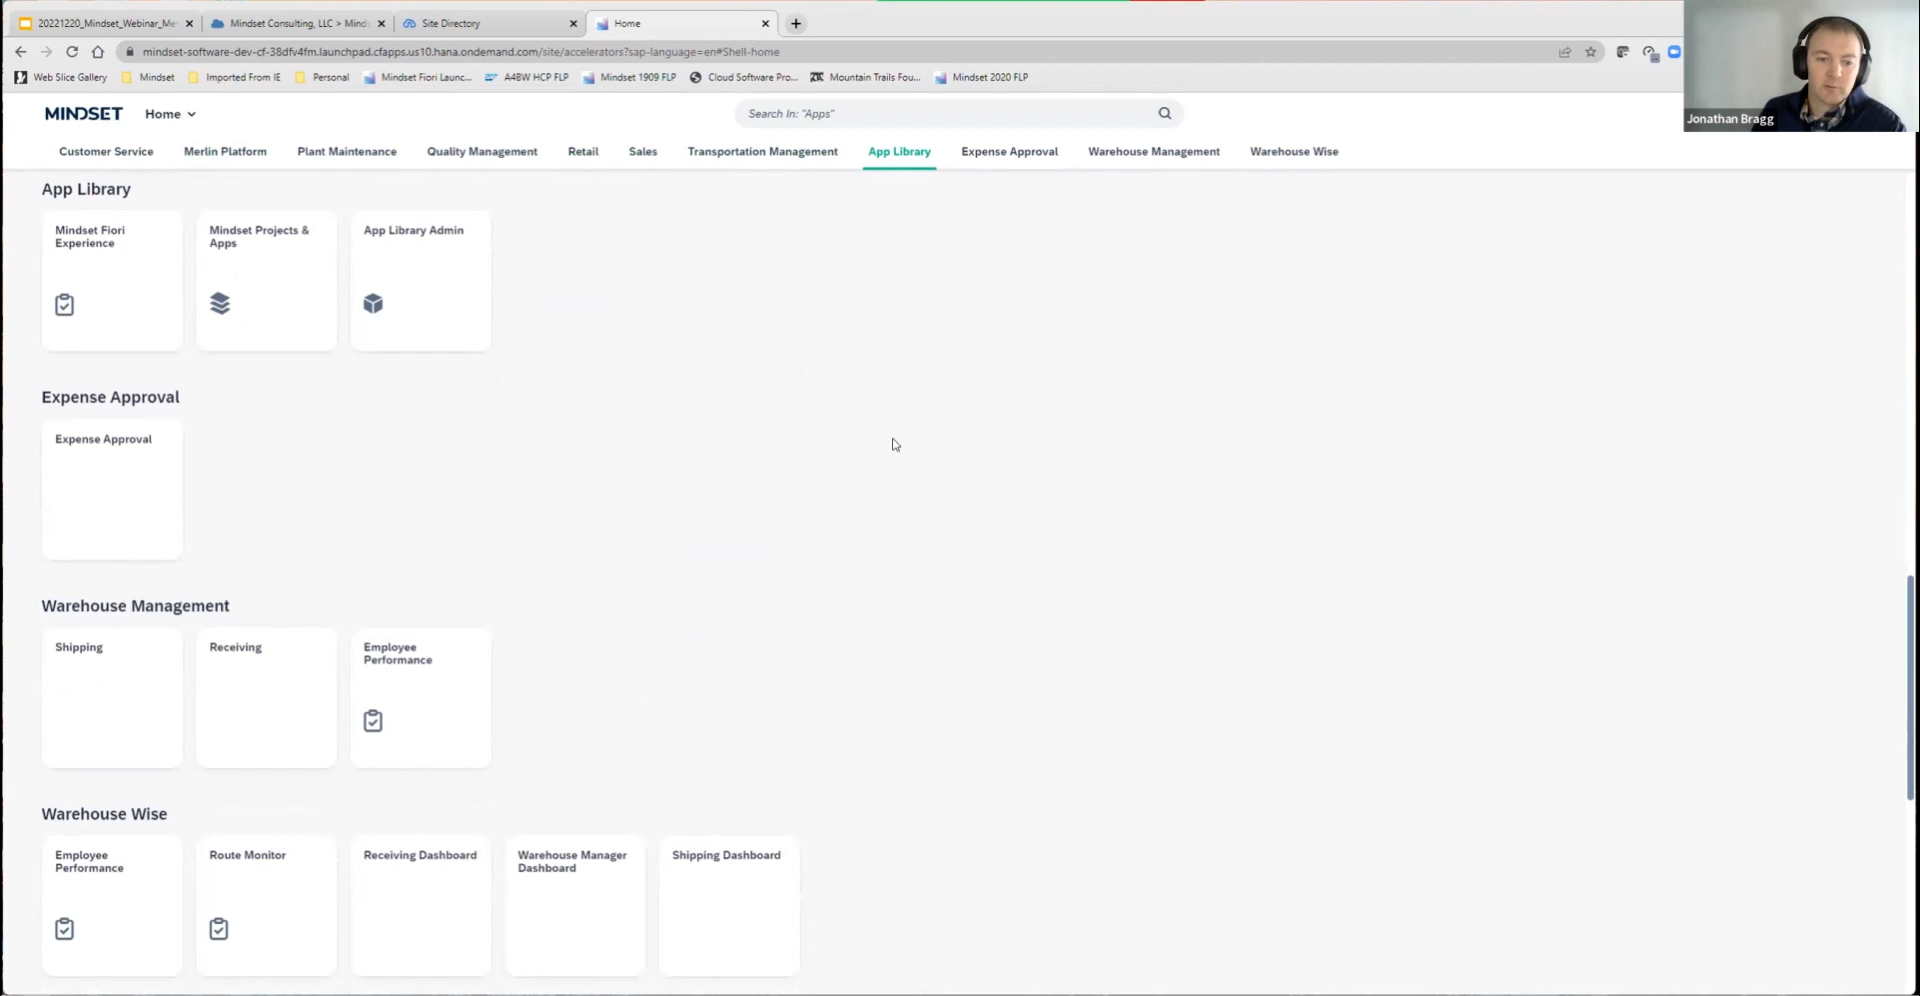 20221220_Mindset_Webinar_Me
Mindset Consulting, LLC > Mind
Site Directory
Home
mindset-software-dev-cf-38dfv4fm.launchpad.cfapps.us10.hana.ondemand.com/site/accelerators?sap-language=en#Shell-home
Web Slice Gallery
Mindset
Imported From IE
Personal
Mindset Fiori Launc...
A4BW HCP FLP
Mindset 1909 FLP
Cloud Software Pro...
Mountain Trails Fou...
Mindset 2020 FLP
Jonathan Bragg
MINDSET
Home
Search In: "Apps"
Customer Service
Merlin Platform
Plant Maintenance
Quality Management
Retail
Sales
Transportation Management
App Library
Expense Approval
Warehouse Management
Warehouse Wise
App Library
Mindset Fiori
Experience
Mindset Projects &
Apps
App Library Admin
Expense Approval
Expense Approval
Warehouse Management
Shipping
Receiving
Employee
Performance
Warehouse Wise
Employee
Performance
Route Monitor
Receiving Dashboard
Warehouse Manager
Dashboard
Shipping Dashboard